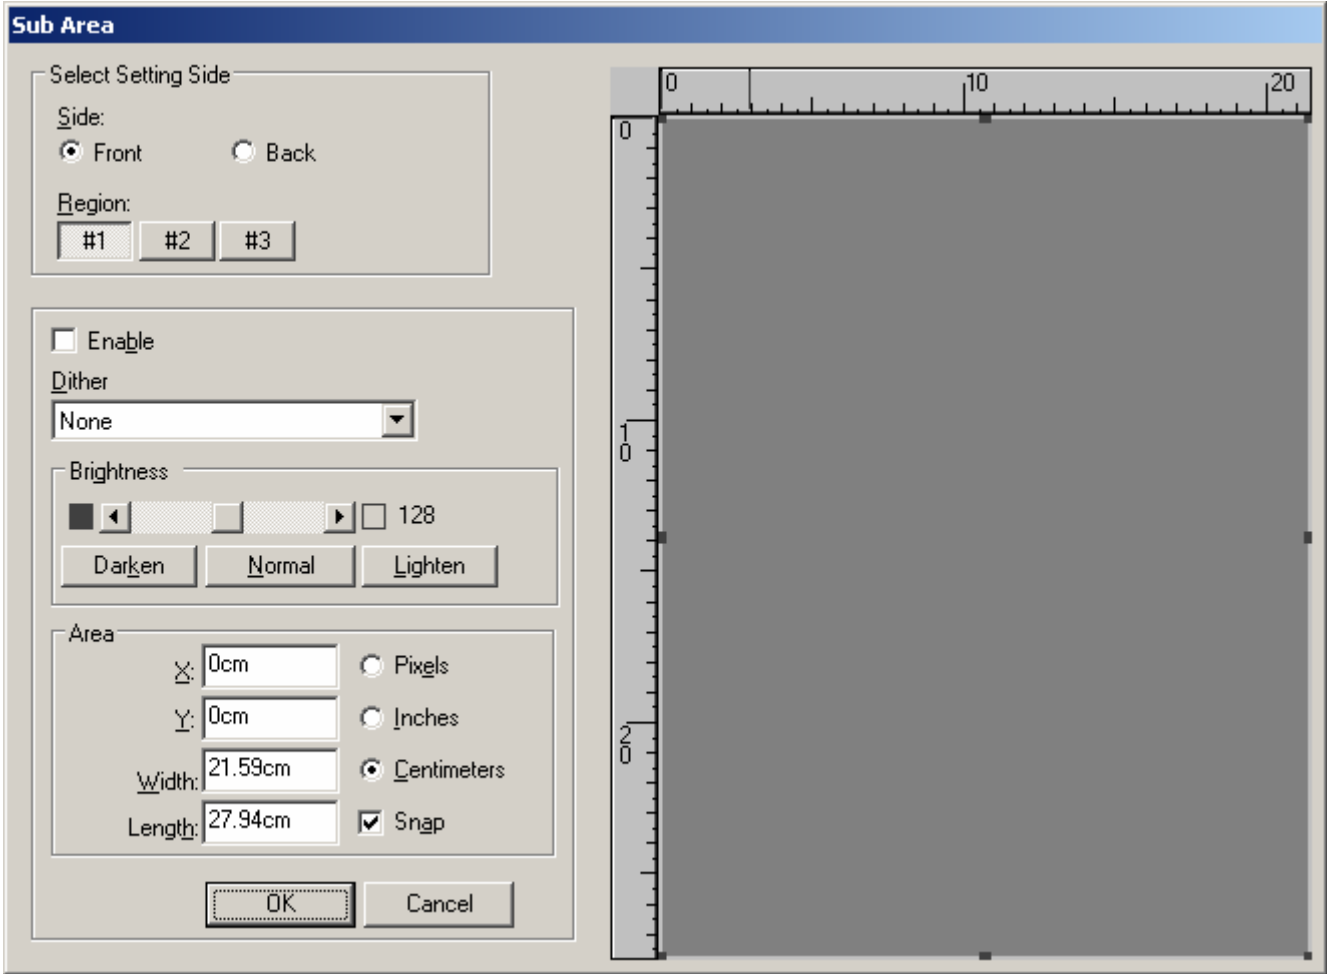 Sub Area
Select Setting Side
Side:
Front Back
Region:
#1 #2 #3
Enable
Dither
None
Brightness
128
Darken Normal Lighten
Area
X: 0cm Pixels
Y: 0cm Inches
Width: 21.59cm Centimeters
Length: 27.94cm Snap
OK Cancel
0 10 20
0
10
20